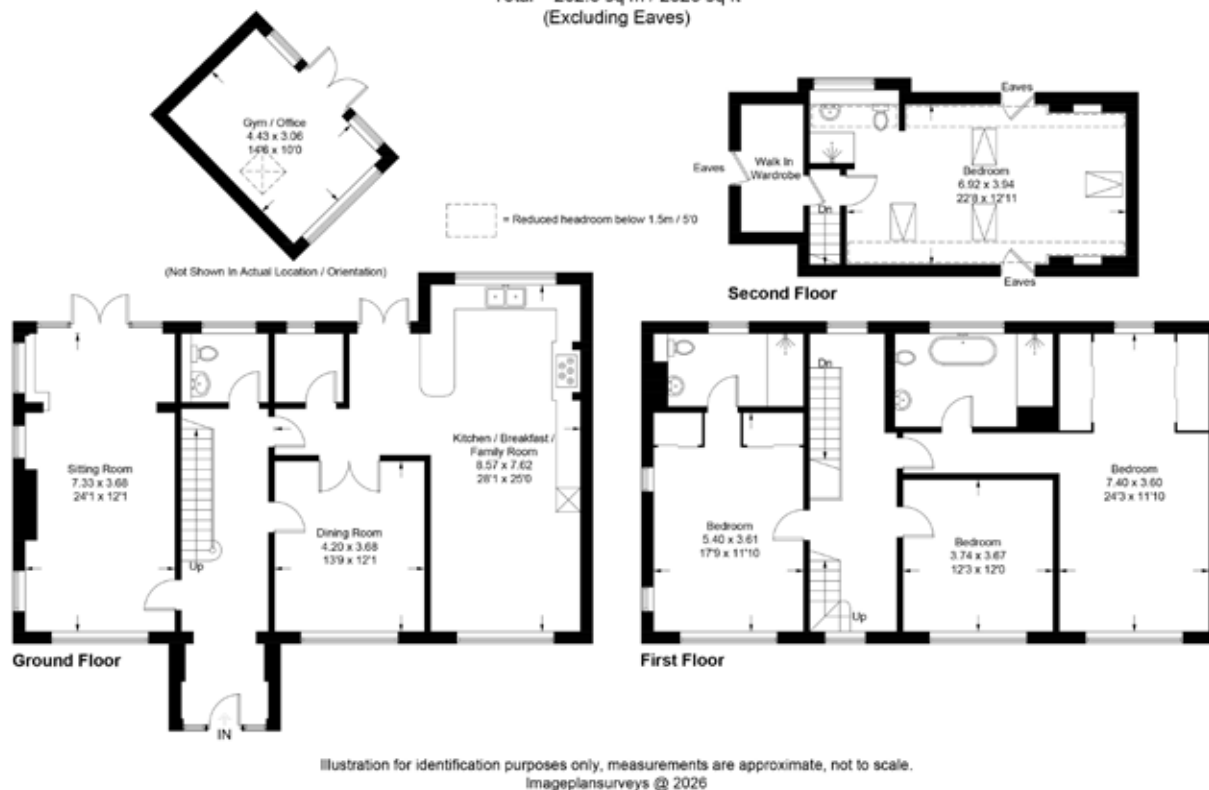 (Excluding Eaves)
Gym / Office
4.43 x 3.06
14'6 x 10'0
= Reduced headroom below 1.5m / 5'0
(Not Shown In Actual Location / Orientation)
Eaves
Eaves
Walk In
Wardrobe
Dn
Bedroom
6.92 x 3.94
22'8 x 12'11
Eaves
Second Floor
Sitting Room
7.33 x 3.68
24'1 x 12'1
Up
Dining Room
4.20 x 3.68
13'9 x 12'1
Kitchen / Breakfast /
Family Room
8.57 x 7.62
28'1 x 25'0
Ground Floor
IN
Dn
Bedroom
5.40 x 3.61
17'9 x 11'10
Up
Bedroom
3.74 x 3.67
12'3 x 12'0
Bedroom
7.40 x 3.60
24'3 x 11'10
First Floor
Illustration for identification purposes only, measurements are approximate, not to scale.
Imageplansurveys @ 2026